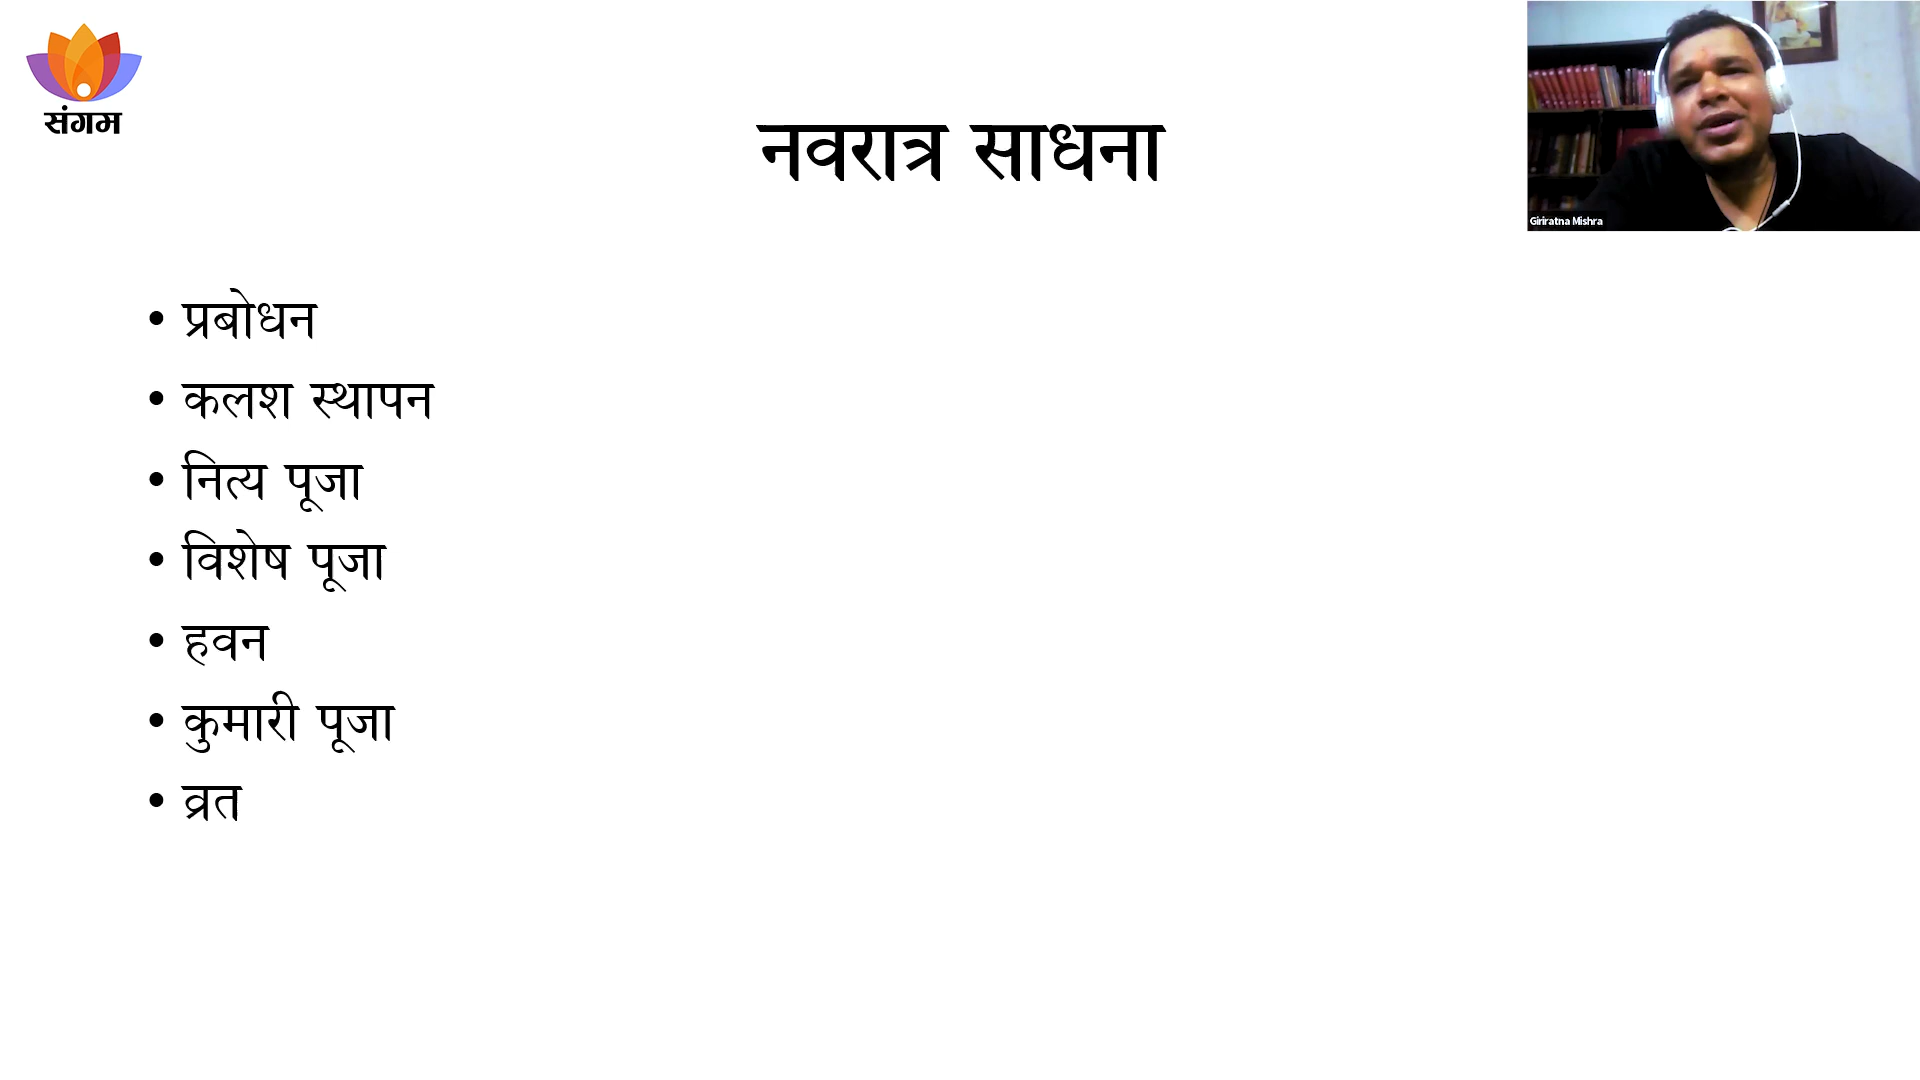 संगम
नवरात्र साधना
Giriratna Mishra
• प्रबोधन
• कलश स्थापन
• नित्य पूजा
• विशेष पूजा
• हवन
• कुमारी पूजा
• व्रत